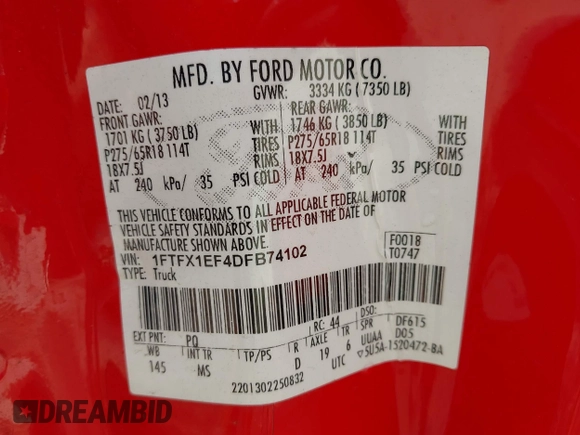 MFD. BY FORD MOTOR CO.
DATE: 02/13 GVWR: 3334 KG ( 7350 LB)
FRONT GAWR: REAR GAWR:
1701 KG ( 3750 LB) WITH 1746 KG ( 3850 LB) WITH
P275/65R18 114T TIRES P275/65R18 114T TIRES
18X7.5J RIMS 18X7.5J RIMS
AT 240 kPa/ 35 PSI COLD AT 240 kPa/ 35 PSI COLD
THIS VEHICLE CONFORMS TO ALL APPLICABLE FEDERAL MOTOR
VEHICLE SAFETY STANDARDS IN EFFECT ON THE DATE OF
MANUFACTURE SHOWN ABOVE.
VIN: 1FTFX1EF4DFB74102 F0018
TYPE: Truck T0747
EXT PNT: PQ RC: 44 DSO:
WB INT TR TP/PS R AXLE TR SPR DF615
145 MS D 19 6 UUAA D05
2201302250832 UTC 5U5A-1520472-BA
DREAMBID